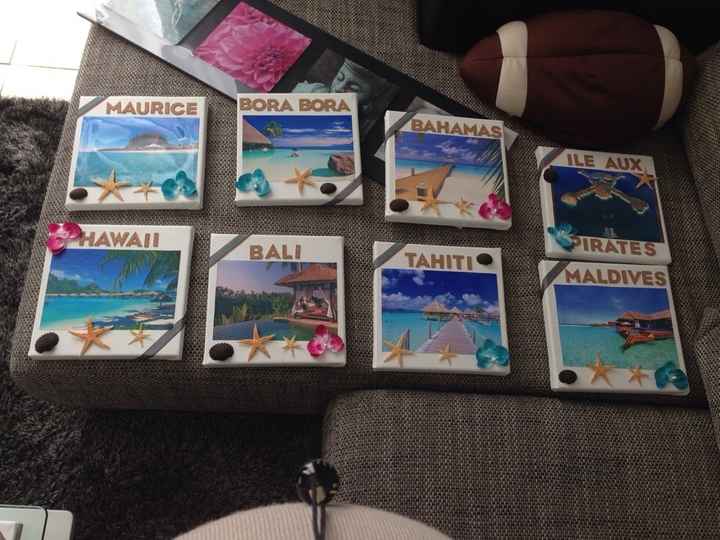 MAURICE
BORA BORA
BAHAMAS
ILE AUX
PIRATES
HAWAII
BALI
TAHITI
MALDIVES